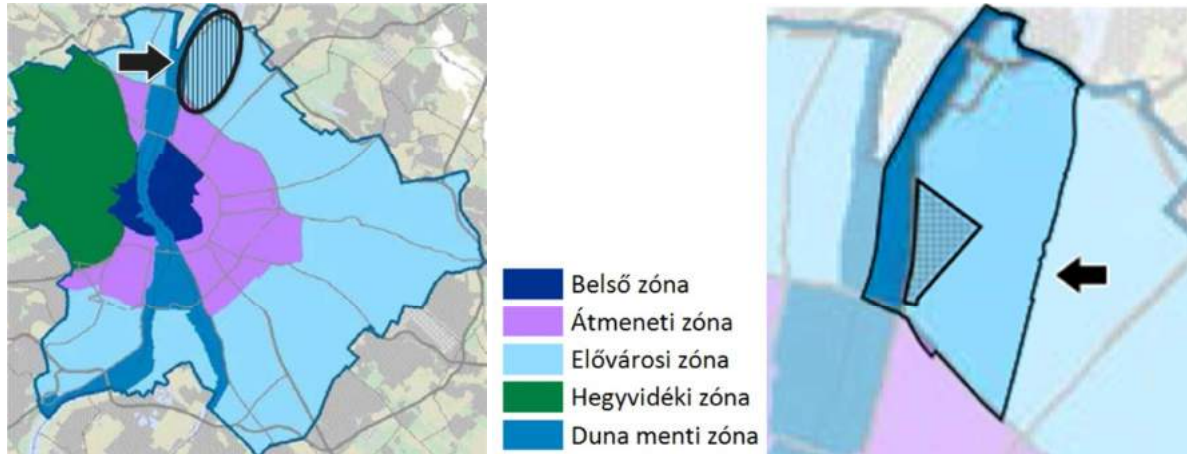 Belső zóna
Átmeneti zóna
Elővárosi zóna
Hegyvidéki zóna
Duna menti zóna